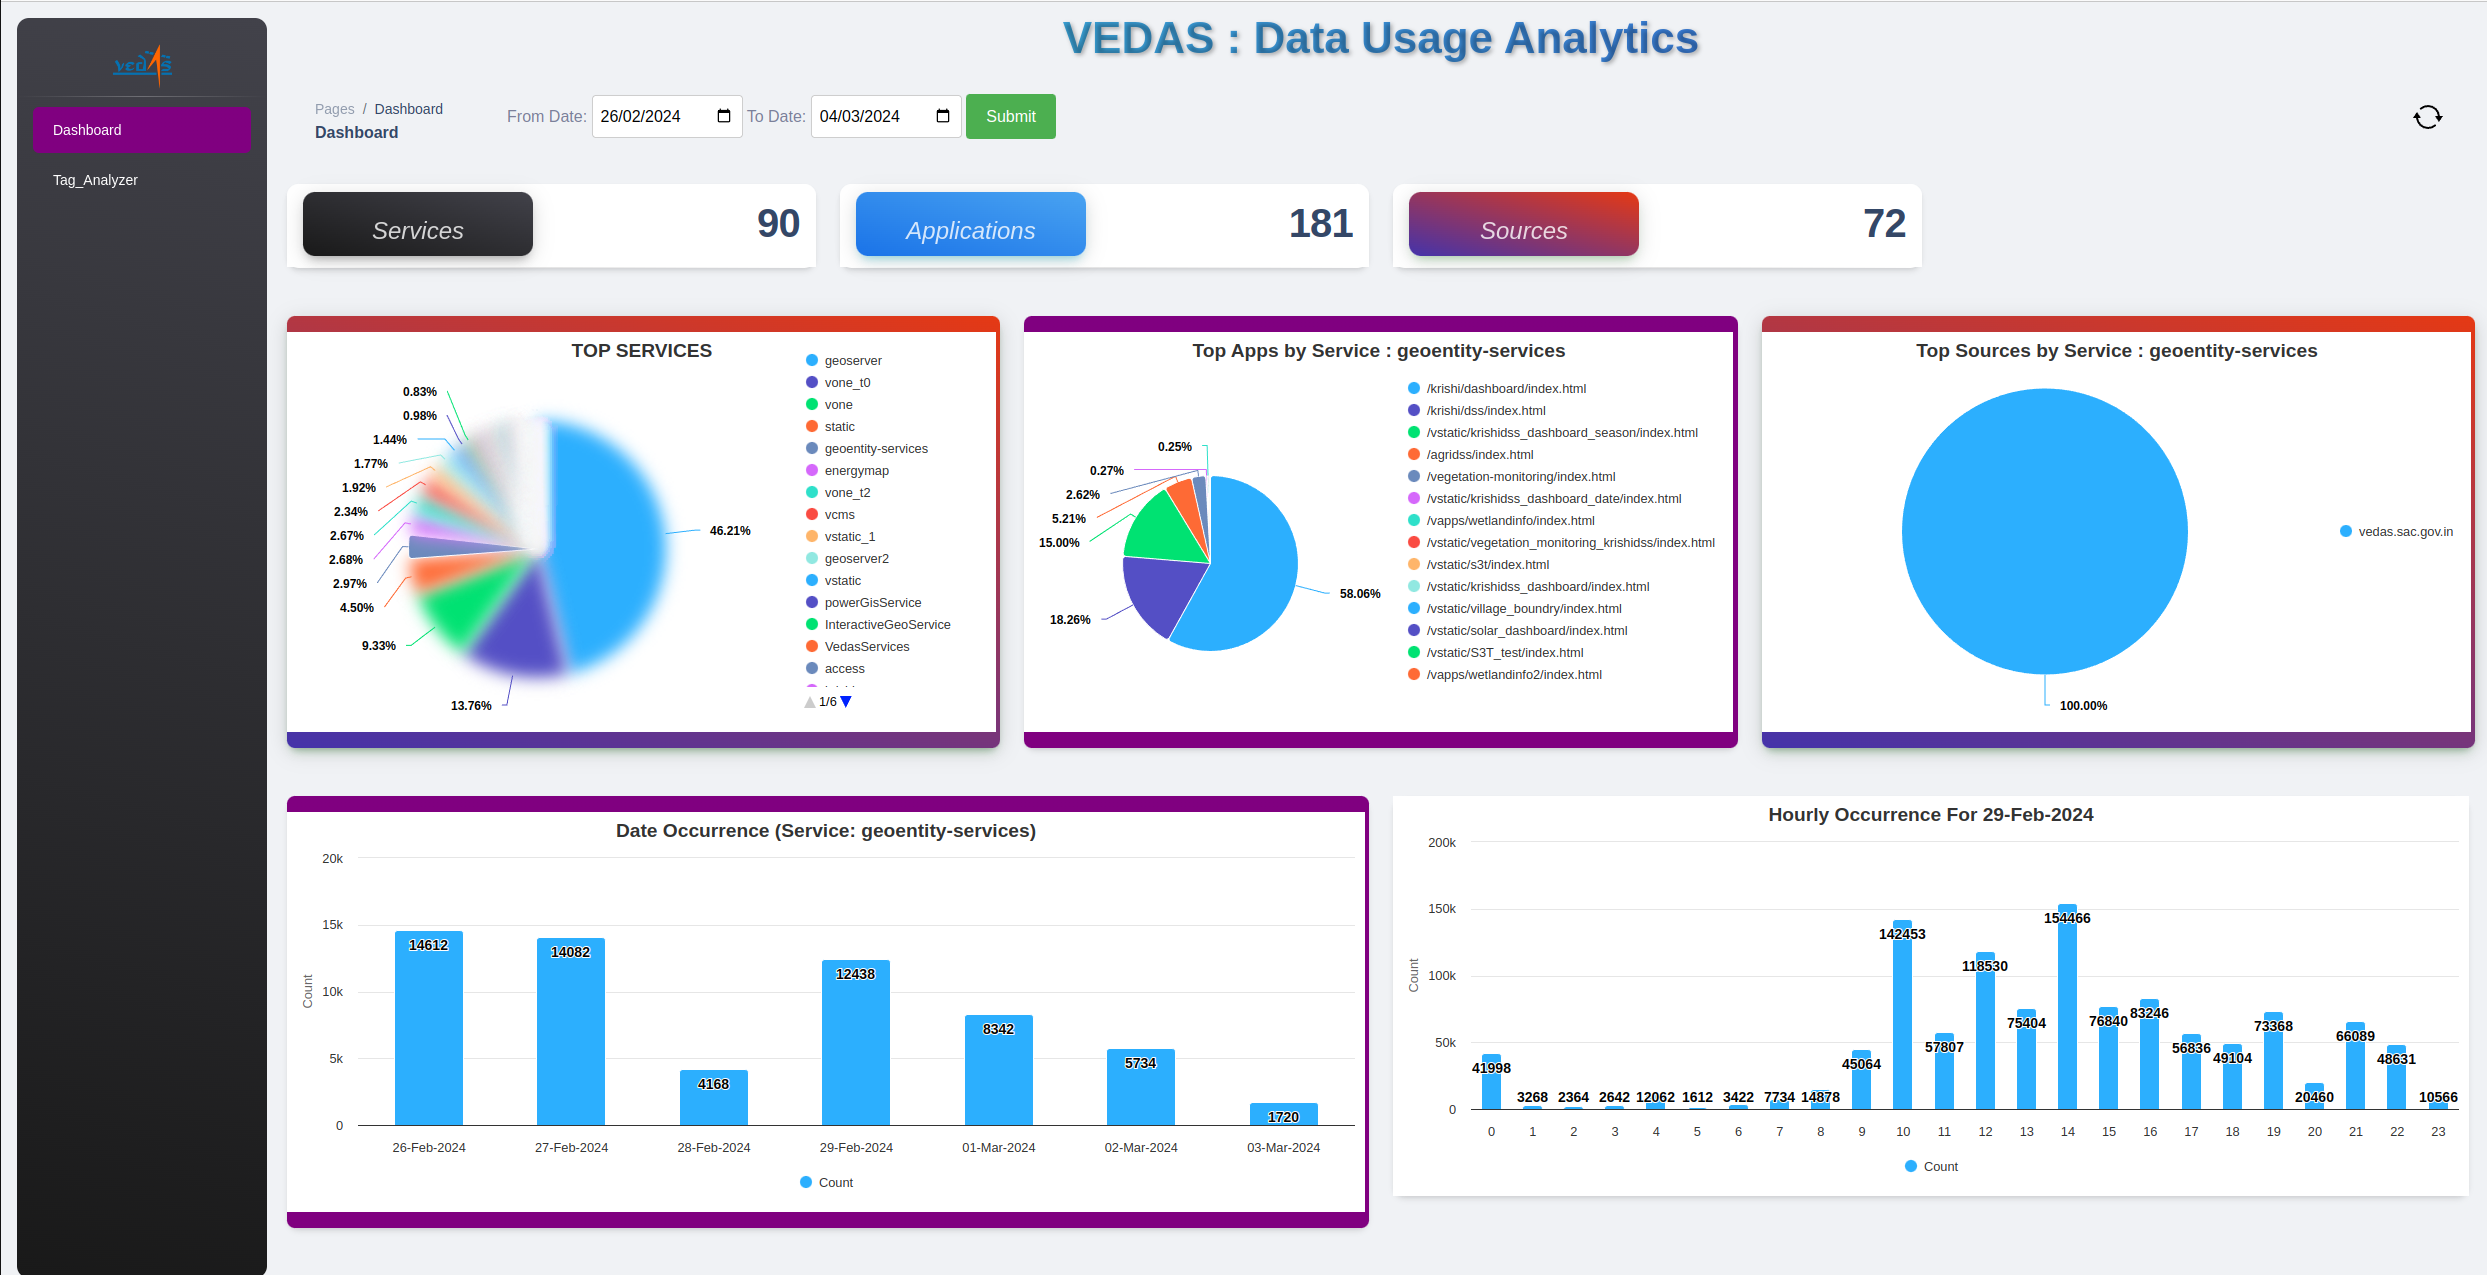 VEDAS : Data Usage Analytics
vedas
Dashboard
Tag_Analyzer
Pages / Dashboard
Dashboard
From Date: 26/02/2024 To Date: 04/03/2024 Submit
Services 90
Applications 181
Sources 72
TOP SERVICES
0.83%
0.98%
1.44%
1.77%
1.92%
2.34%
2.67%
2.68%
2.97%
4.50%
9.33%
13.76%
46.21%
geoserver
vone_t0
vone
static
geoentity-services
energymap
vone_t2
vcms
vstatic_1
geoserver2
vstatic
powerGisService
InteractiveGeoService
VedasServices
access
1/6
Top Apps by Service : geoentity-services
0.25%
0.27%
2.62%
5.21%
15.00%
18.26%
58.06%
/krishi/dashboard/index.html
/krishi/dss/index.html
/vstatic/krishidss_dashboard_season/index.html
/agridss/index.html
/vegetation-monitoring/index.html
/vstatic/krishidss_dashboard_date/index.html
/vapps/wetlandinfo/index.html
/vstatic/vegetation_monitoring_krishidss/index.html
/vstatic/s3t/index.html
/vstatic/krishidss_dashboard/index.html
/vstatic/village_boundry/index.html
/vstatic/solar_dashboard/index.html
/vstatic/S3T_test/index.html
/vapps/wetlandinfo2/index.html
Top Sources by Service : geoentity-services
vedas.sac.gov.in
100.00%
Date Occurrence (Service: geoentity-services)
Count
20k
15k
10k
5k
0
14612 14082 4168 12438 8342 5734 1720
26-Feb-2024 27-Feb-2024 28-Feb-2024 29-Feb-2024 01-Mar-2024 02-Mar-2024 03-Mar-2024
Count
Hourly Occurrence For 29-Feb-2024
Count
200k
150k
100k
50k
0
41998 3268 2364 2642 12062 1612 3422 7734 14878 45064 142453 57807 118530 75404 154466 76840 83246 56836 49104 73368 20460 66089 48631 10566
0 1 2 3 4 5 6 7 8 9 10 11 12 13 14 15 16 17 18 19 20 21 22 23
Count